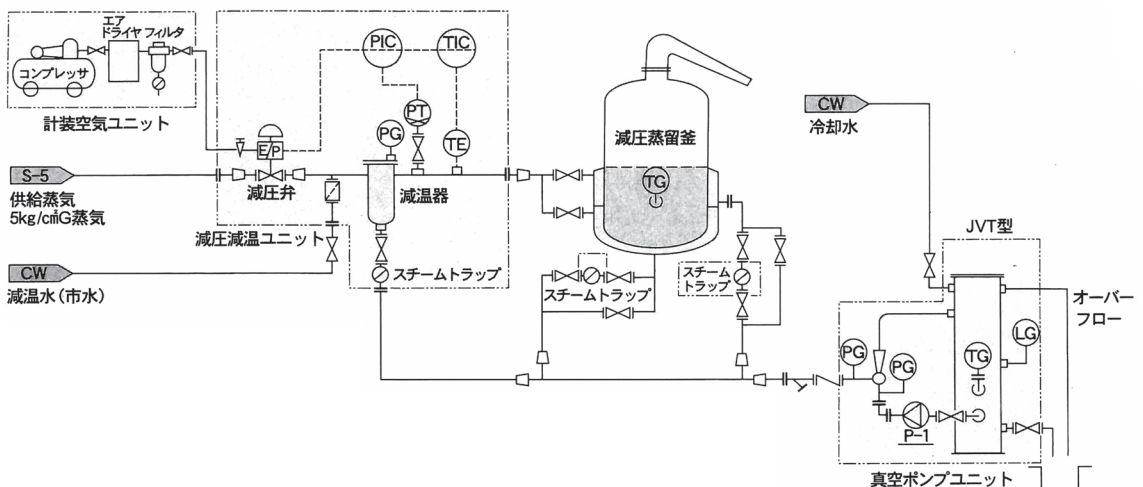 エア
ドライヤ フィルタ
コンプレッサ
計装空気ユニット
PIC
TIC
PT
PG
TE
E/P
減圧弁
減温器
S-5
供給蒸気
5kg/c㎡G蒸気
減圧減温ユニット
CW
減温水(市水)
スチームトラップ
減圧蒸留釜
TG
スチームトラップ
スチーム
トラップ
CW
冷却水
JVT型
オーバー
フロー
LG
TG
PG
PG
P-1
真空ポンプユニット